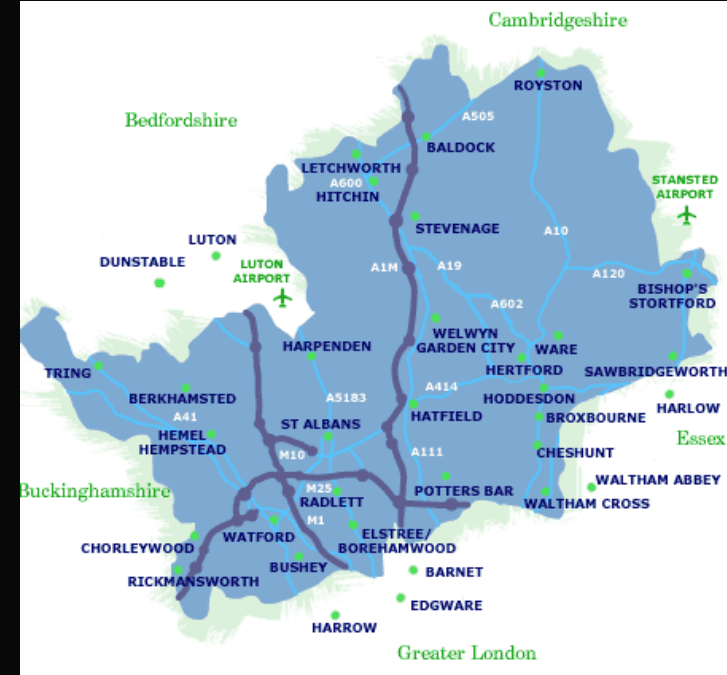 Cambridgeshire
ROYSTON
A505
Bedfordshire
BALDOCK
LETCHWORTH
A600
HITCHIN
STANSTED
AIRPORT
STEVENAGE
A10
LUTON
DUNSTABLE
LUTON
AIRPORT
A1M
A19
A120
BISHOP'S
STORTFORD
A602
WELWYN
GARDEN CITY
WARE
HARPENDEN
HERTFORD
SAWBRIDGEWORTH
TRING
BERKHAMSTED
A5183
A414
HODDESDON
HARLOW
A41
ST ALBANS
HATFIELD
BROXBOURNE
HEMEL
HEMPSTEAD
Essex
M10
A111
CHESHUNT
Buckinghamshire
M25
RADLETT
POTTERS BAR
WALTHAM ABBEY
WALTHAM CROSS
M1
WATFORD
ELSTREE/
BOREHAMWOOD
CHORLEYWOOD
BUSHEY
BARNET
RICKMANSWORTH
EDGWARE
HARROW
Greater London